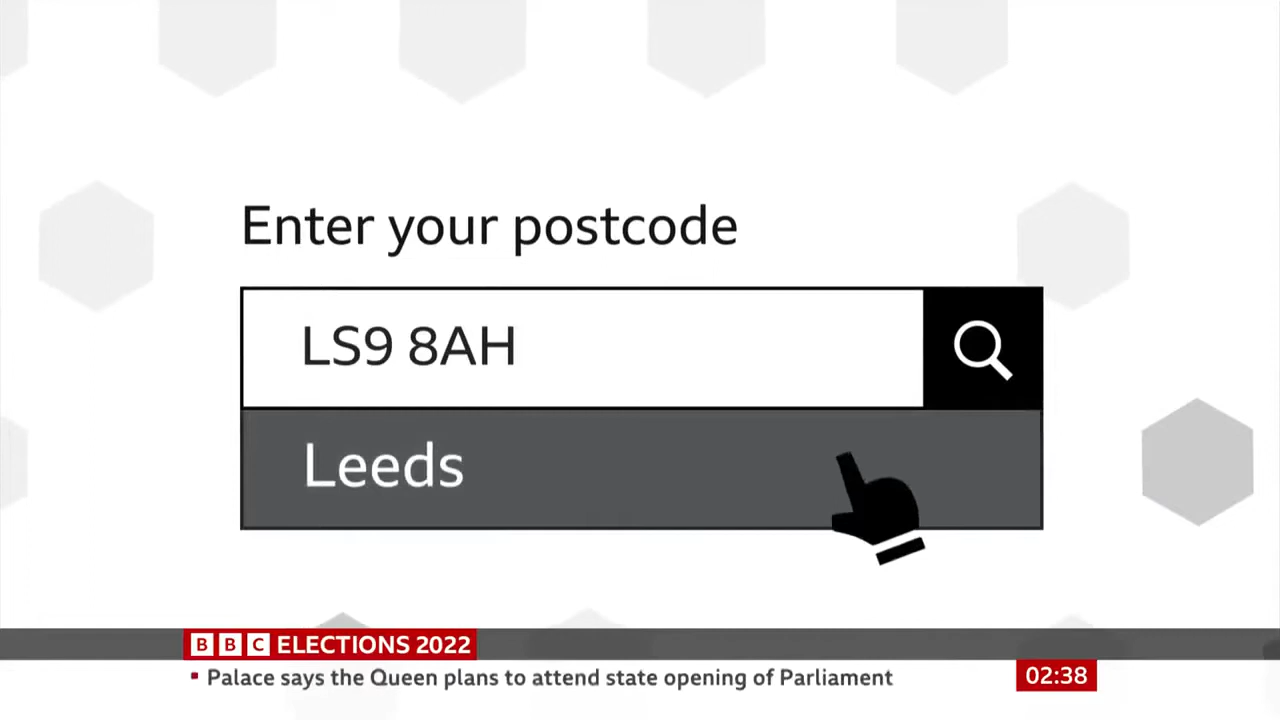 Enter your postcode
LS9 8AH
Leeds
BBC ELECTIONS 2022
Palace says the Queen plans to attend state opening of Parliament
02:38